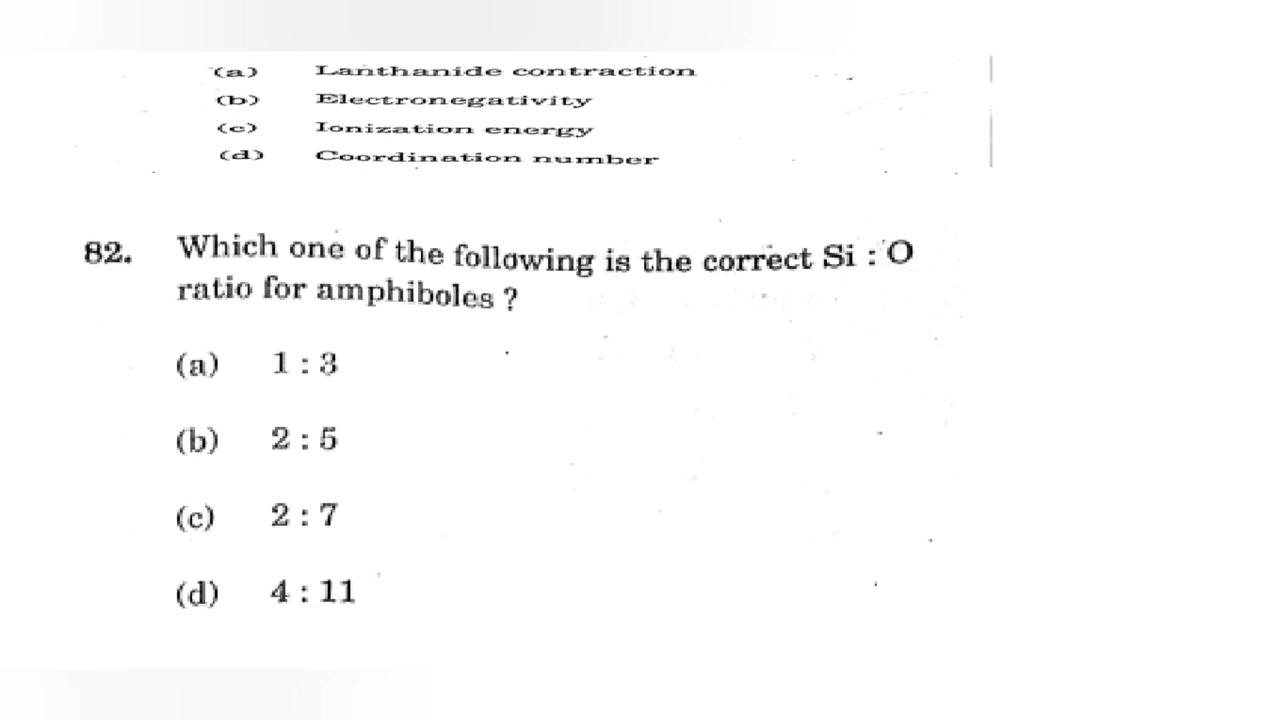 (a) Lanthanide contraction
(b) Electronegativity
(c) Ionization energy
(d) Coordination number
82. Which one of the following is the correct Si : O
ratio for amphiboles ?
(a) 1 : 3
(b) 2 : 5
(c) 2 : 7
(d) 4 : 11